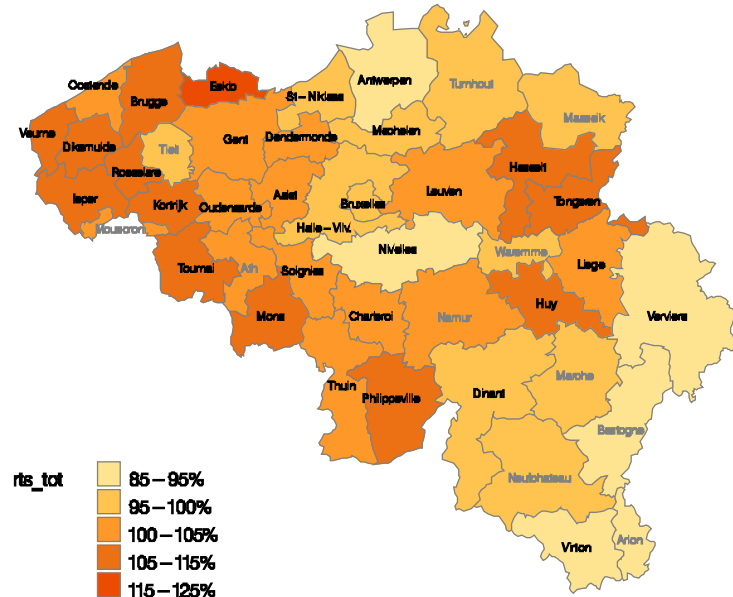 Oostende
Brugge
Eeklo
St-Niklaas
Antwerpen
Turnhout
Maaseik
Veurne
Diksmuide
Tielt
Gent
Dendermonde
Mechelen
Roeselare
Hasselt
Ieper
Kortrijk
Oudenaarde
Aalst
Bruxelles
Leuven
Tongeren
Mouscron
Halle-Vilv.
Nivelles
Waremme
Liege
Tournai
Ath
Soignies
Mons
Charleroi
Namur
Huy
Verviers
Thuin
Philippeville
Dinant
Marche
Bastogne
Neufchateau
Virton
Arlon
rts_tot
85-95%
95-100%
100-105%
105-115%
115-125%